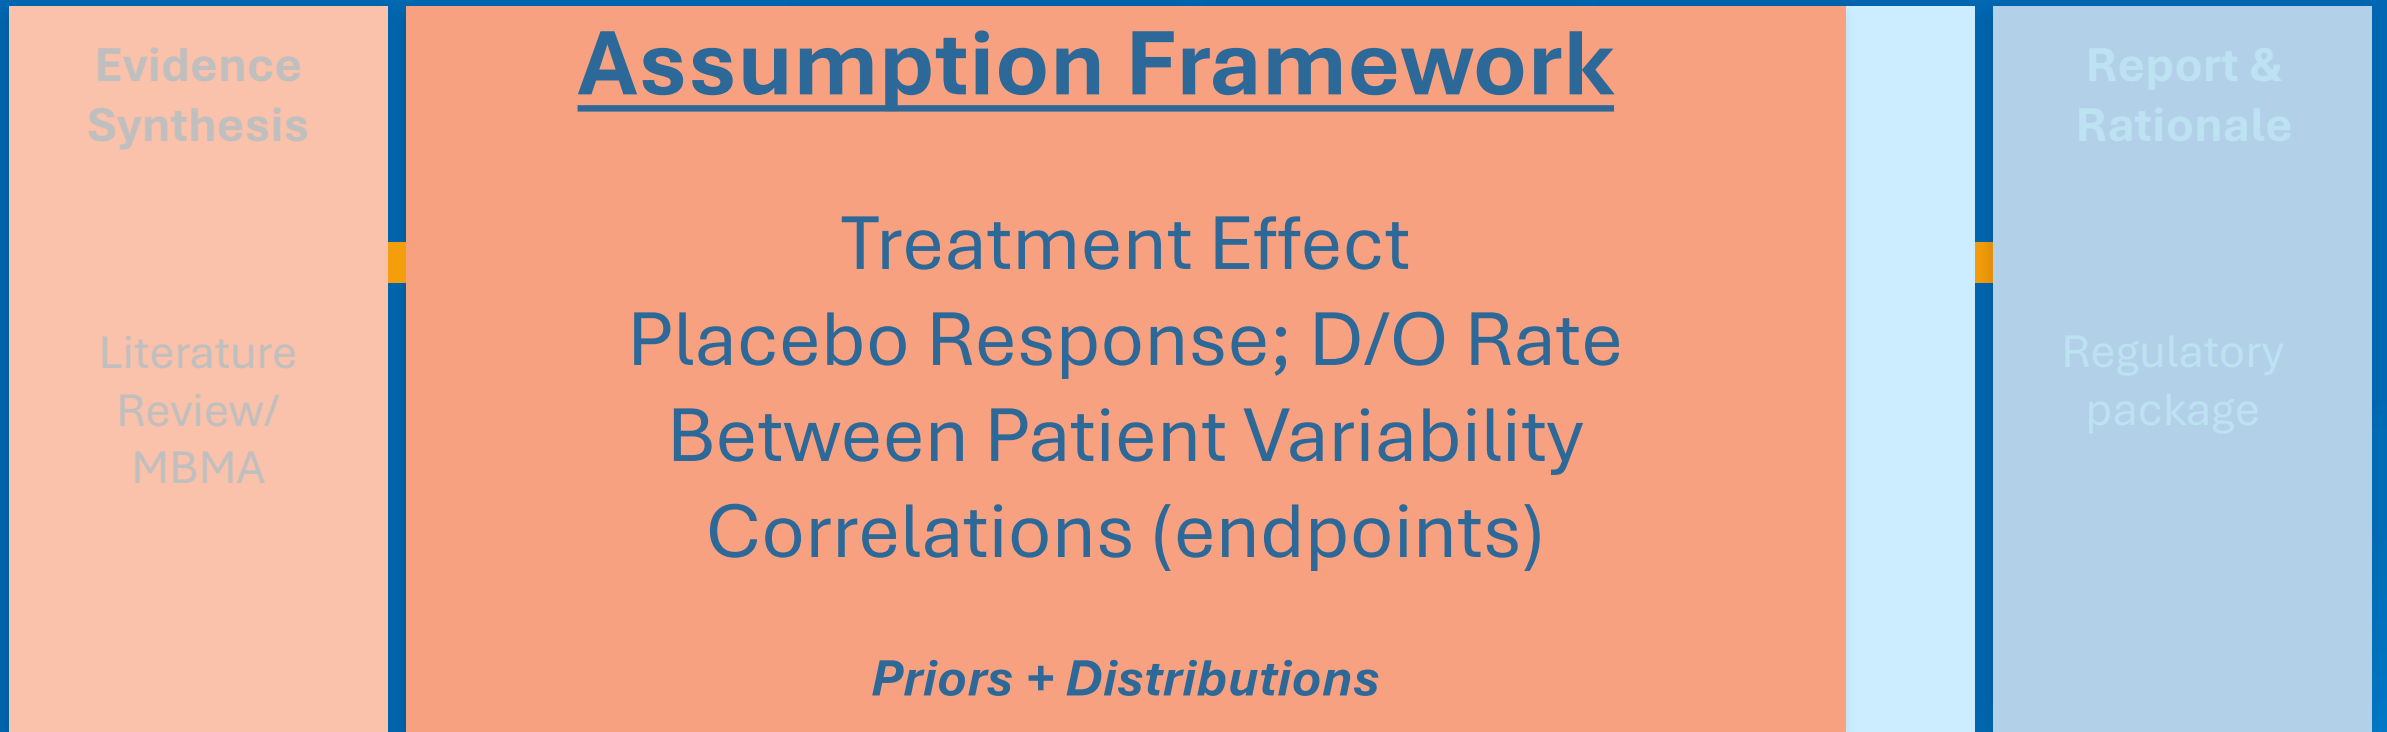 Evidence
Synthesis
Literature
Review/
MBMA
Assumption Framework
Treatment Effect
Placebo Response; D/O Rate
Between Patient Variability
Correlations (endpoints)
Priors + Distributions
Report &
Rationale
Regulatory
package